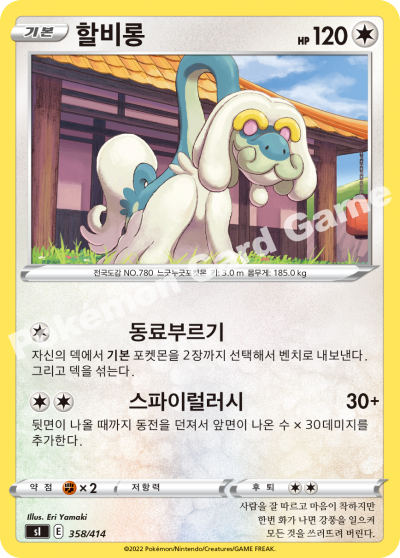 기본 할비롱 HP 120
전국도감 NO.780 느긋누긋포켓몬 키: 3.0 m 몸무게: 185.0 kg
동료부르기
자신의 덱에서 기본 포켓몬을 2장까지 선택해서 벤치로 내보낸다.
그리고 덱을 섞는다.
스파이럴러시 30+
뒷면이 나올 때까지 동전을 던져서 앞면이 나온 수 × 30데미지를
추가한다.
약점 ×2 저항력 후퇴
Illus. Eri Yamaki
sI E 358/414
사람을 잘 따르고 마음이 착하지만
한번 화가 나면 강풍을 일으켜
모든 것을 쓰러뜨려 버린다.
©2022 Pokémon/Nintendo/Creatures/GAME FREAK.
Pokémon Card Game